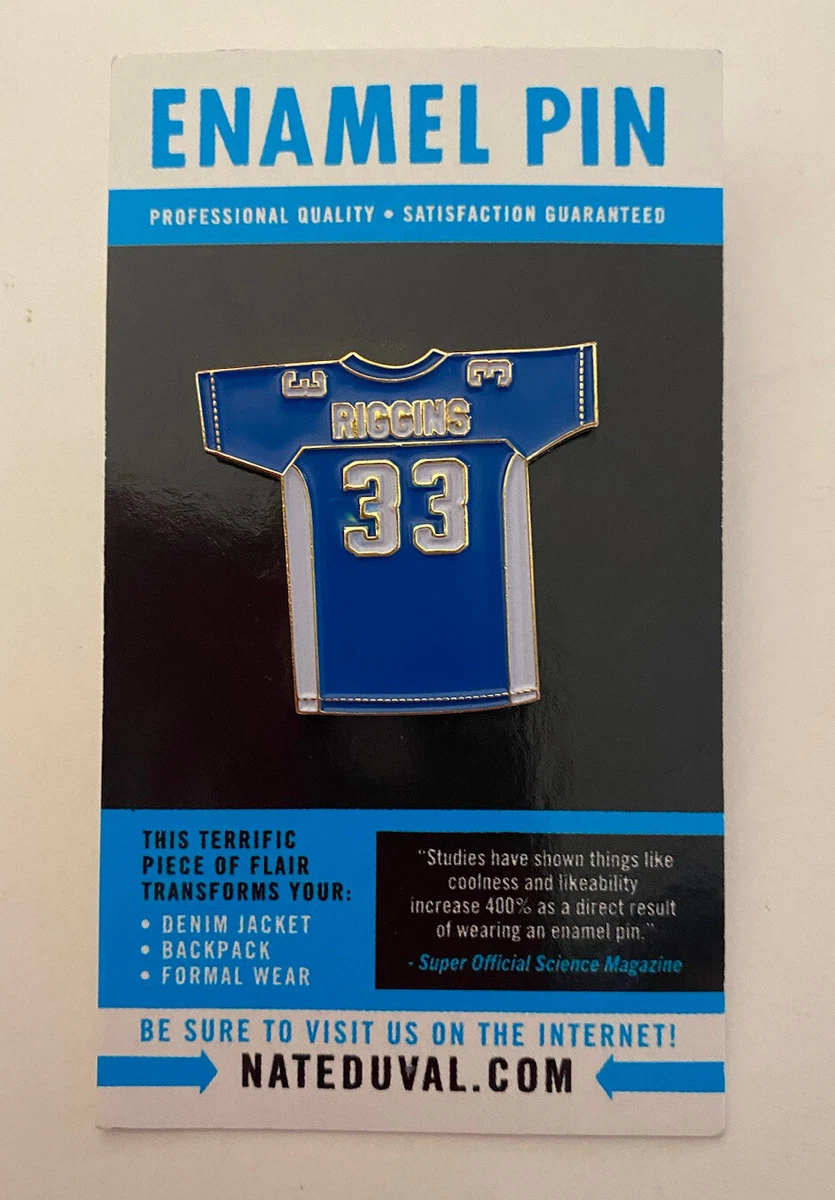 ENAMEL PIN
PROFESSIONAL QUALITY • SATISFACTION GUARANTEED
3 3
RIGGINS
33
THIS TERRIFIC
PIECE OF FLAIR
TRANSFORMS YOUR:
• DENIM JACKET
• BACKPACK
• FORMAL WEAR
"Studies have shown things like
coolness and likeability
increase 400% as a direct result
of wearing an enamel pin."
- Super Official Science Magazine
BE SURE TO VISIT US ON THE INTERNET!
NATEDUVAL.COM